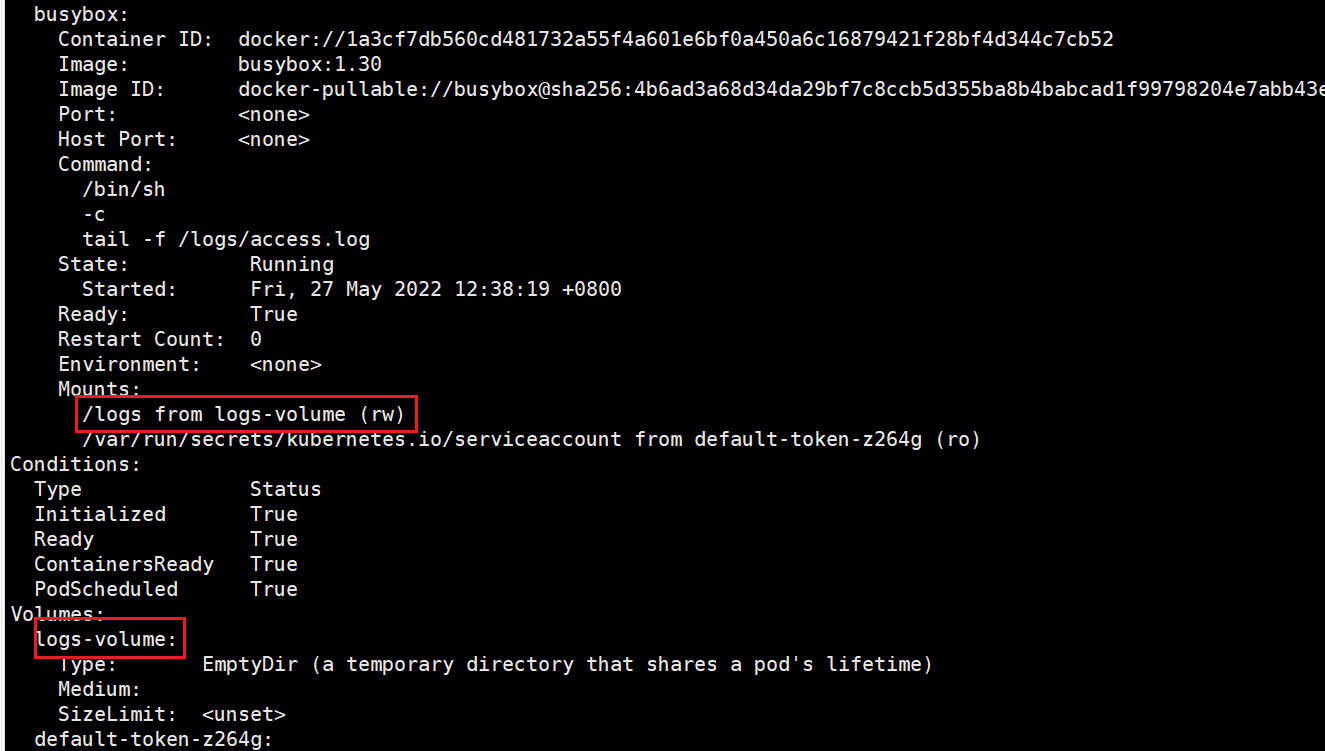 busybox:
Container ID: docker://1a3cf7db560cd481732a55f4a601e6bf0a450a6c16879421f28bf4d344c7cb52
Image: busybox:1.30
Image ID: docker-pullable://busybox@sha256:4b6ad3a68d34da29bf7c8ccb5d355ba8b4babcad1f99798204e7abb43e
Port: <none>
Host Port: <none>
Command:
/bin/sh
-c
tail -f /logs/access.log
State: Running
Started: Fri, 27 May 2022 12:38:19 +0800
Ready: True
Restart Count: 0
Environment: <none>
Mounts:
/logs from logs-volume (rw)
/var/run/secrets/kubernetes.io/serviceaccount from default-token-z264g (ro)
Conditions:
Type Status
Initialized True
Ready True
ContainersReady True
PodScheduled True
Volumes:
logs-volume:
Type: EmptyDir (a temporary directory that shares a pod's lifetime)
Medium:
SizeLimit: <unset>
default-token-z264g: